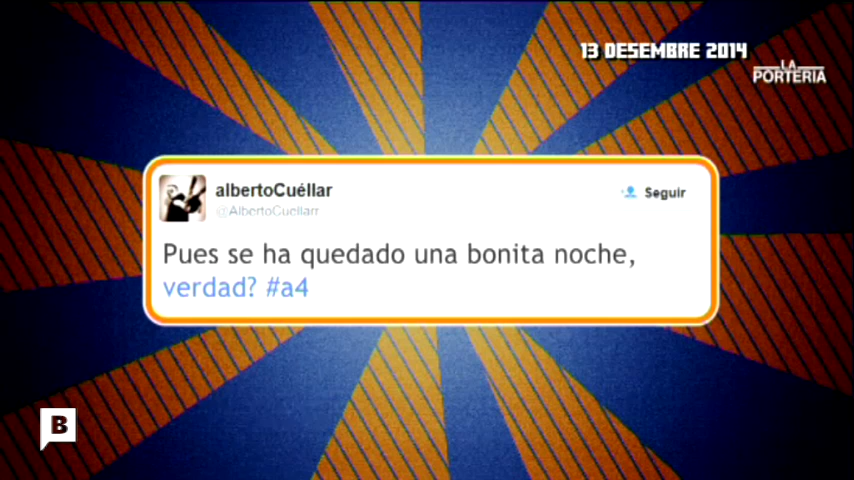 13 DESEMBRE 2014
LA
PORTERIA
albertoCuéllar
@AlbertoCuellarr
Seguir
Pues se ha quedado una bonita noche,
verdad? #a4
B